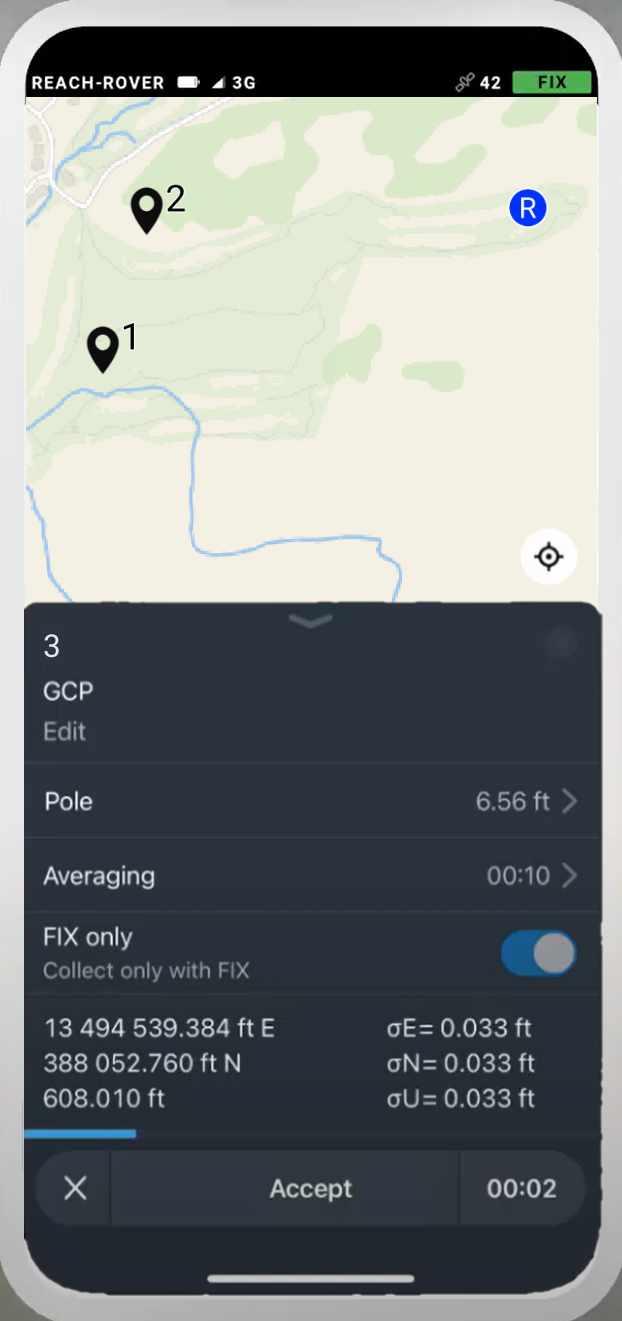 REACH-ROVER 3G 42 FIX
2
R
1
3
GCP
Edit
Pole 6.56 ft
Averaging 00:10
FIX only
Collect only with FIX
13 494 539.384 ft E σE= 0.033 ft
388 052.760 ft N σN= 0.033 ft
608.010 ft σU= 0.033 ft
Accept 00:02